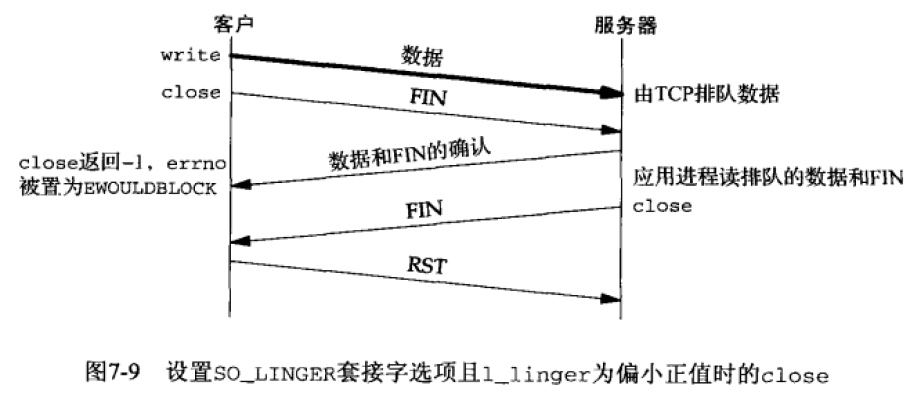 客户
服务器
write
数据
close
FIN
由TCP排队数据
数据和FIN的确认
close返回-1，errno
被置为EWOULDBLOCK
应用进程读排队的数据和FIN
FIN
close
RST
图7-9 设置SO_LINGER套接字选项且l_linger为偏小正值时的close